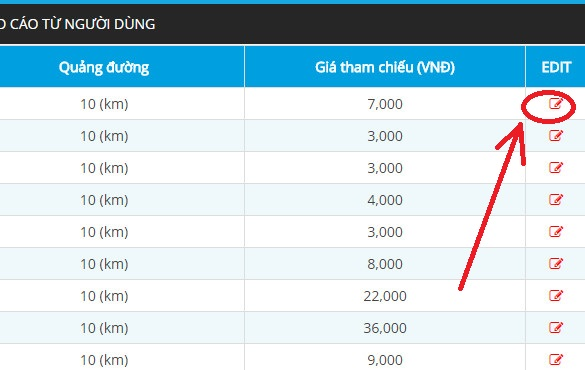 CÁO TỪ NGƯỜI DÙNG
Quảng đường Giá tham chiếu (VNĐ) EDIT
10 (km) 7,000
10 (km) 3,000
10 (km) 3,000
10 (km) 4,000
10 (km) 3,000
10 (km) 8,000
10 (km) 22,000
10 (km) 36,000
10 (km) 9,000